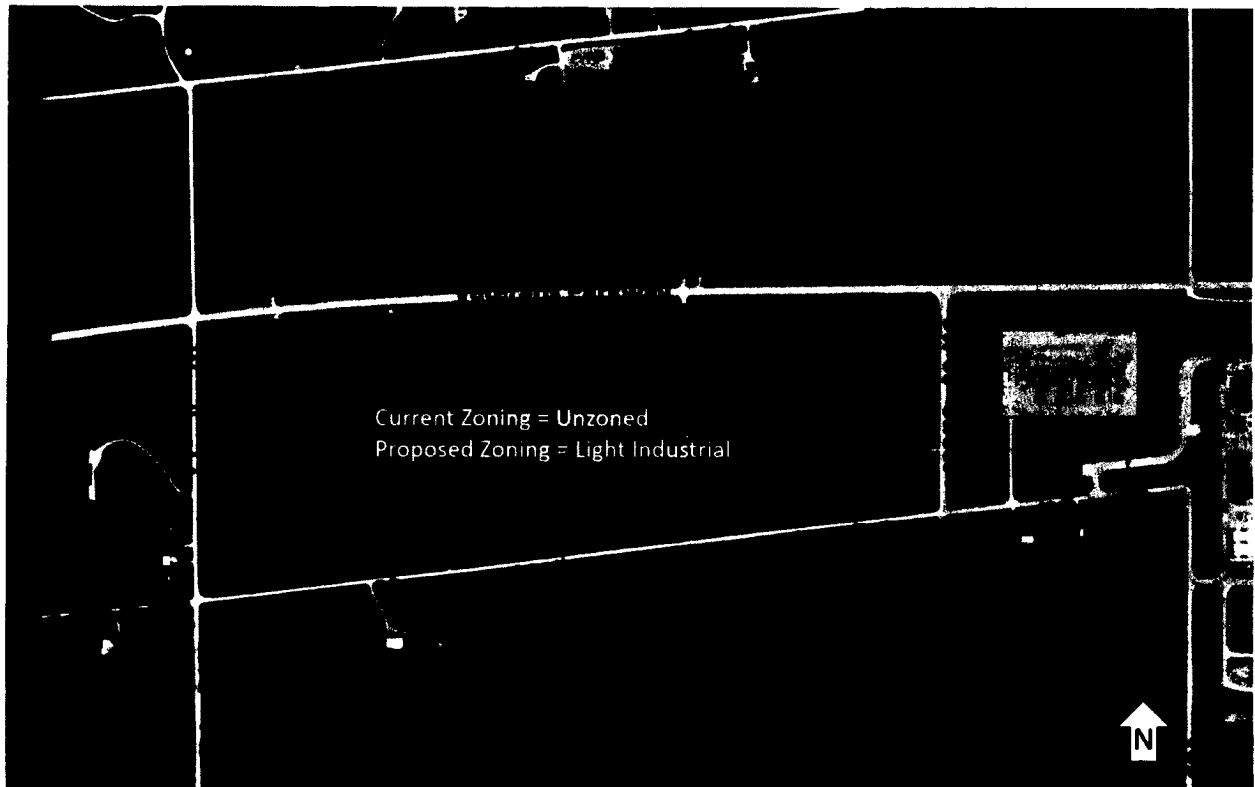 Current Zoning = Unzoned
Proposed Zoning = Light Industrial
N